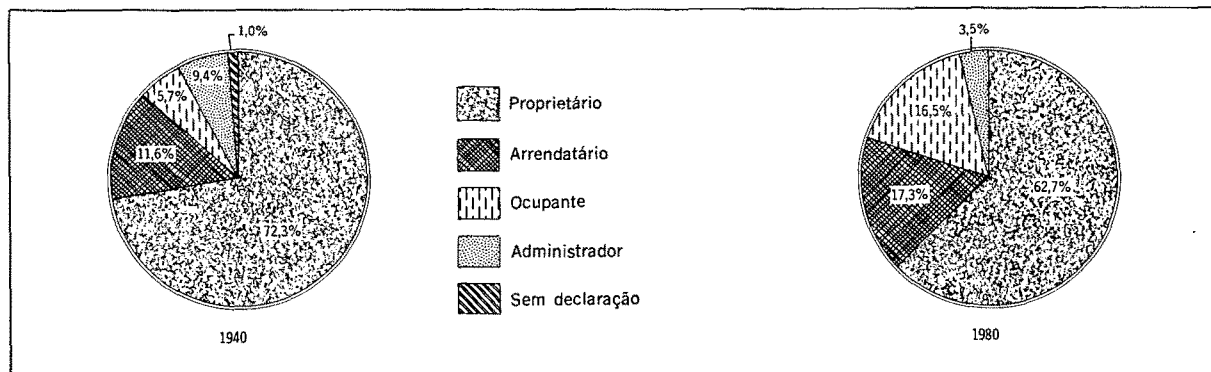 1,0%
9,4%
5,7%
11,6%
72,3%
1940
Proprietário
Arrendatário
Ocupante
Administrador
Sem declaração
3,5%
16,5%
17,3%
62,7%
1980